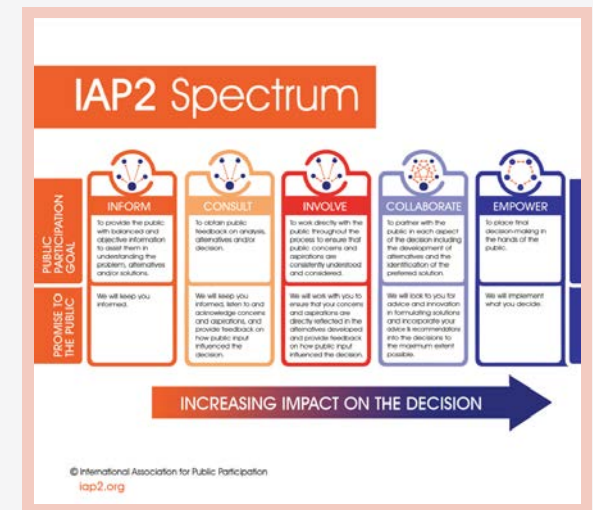 IAP2 Spectrum
PUBLIC
PARTICIPATION
GOAL
INFORM
To provide the public
with balanced and
objective information
to assist them in
understanding the
problem, alternatives
and/or solutions.
CONSULT
To obtain public
feedback on analysis,
alternatives and/or
decision.
INVOLVE
To work directly with the
public throughout the
process to ensure that
public concerns and
aspirations are
consistently understood
and considered.
COLLABORATE
To partner with the
public in each aspect
of the decision including
the development of
alternatives and the
identification of the
preferred solution.
EMPOWER
To place final
decision-making in
the hands of the
public.
PROMISE TO
THE PUBLIC
We will keep you
informed.
We will keep you
informed, listen to and
acknowledge concerns
and aspirations, and
provide feedback on
how public input
influenced the
decision.
We will work with you to
ensure that your concerns
and aspirations are
directly reflected in the
alternatives developed
and provide feedback
on how public input
influenced the decision.
We will look to you for
advice and innovation
in formulating solutions
and incorporate your
advice & recommendations
into the decisions to
the maximum extent
possible.
We will implement
what you decide.
INCREASING IMPACT ON THE DECISION
© International Association for Public Participation
iap2.org